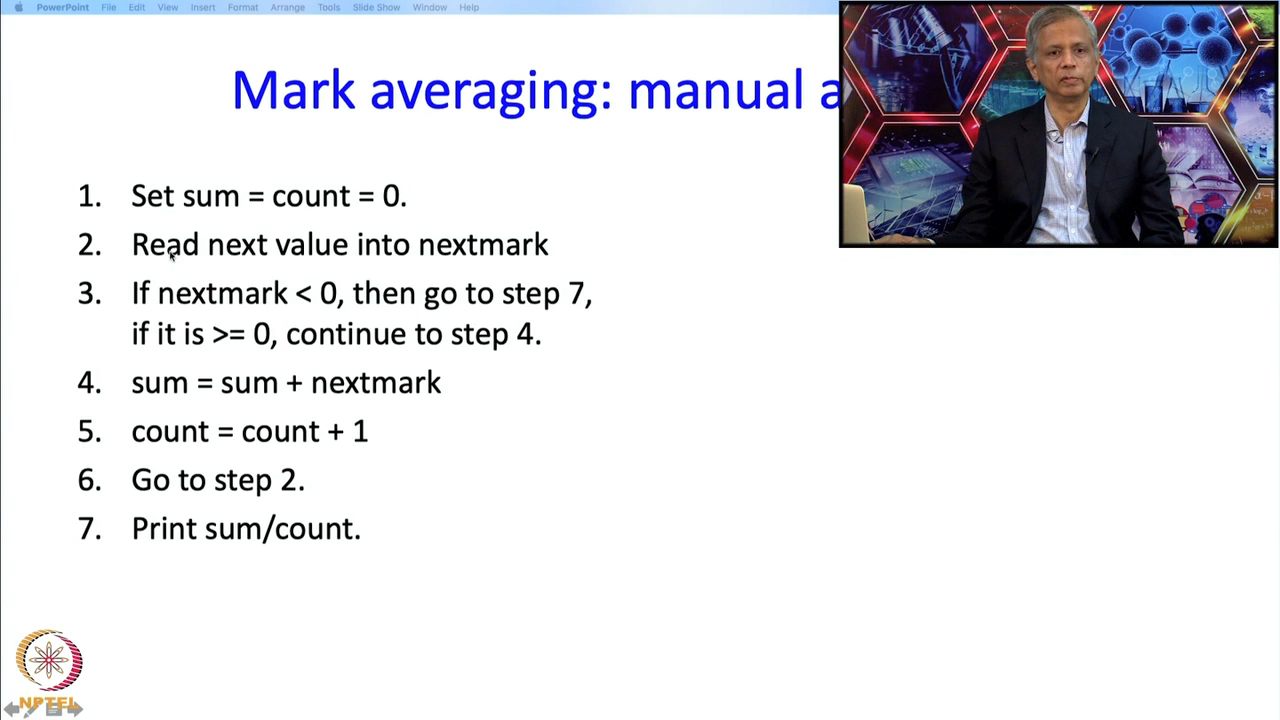 PowerPoint File Edit View Insert Format Arrange Tools Slide Show Window Help
Mark averaging: manual a
1. Set sum = count = 0.
2. Read next value into nextmark
3. If nextmark < 0, then go to step 7,
if it is >= 0, continue to step 4.
4. sum = sum + nextmark
5. count = count + 1
6. Go to step 2.
7. Print sum/count.
NPTEL